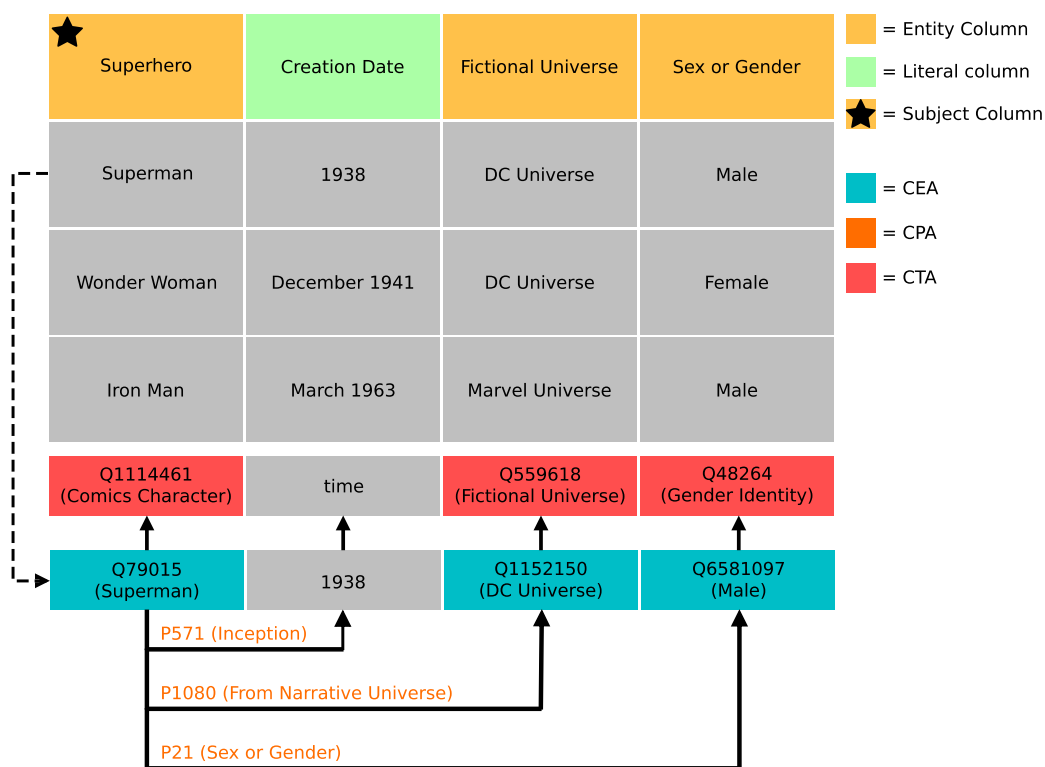 Superhero
Creation Date
Fictional Universe
Sex or Gender
= Entity Column
= Literal column
= Subject Column
Superman
1938
DC Universe
Male
= CEA
= CPA
= CTA
Wonder Woman
December 1941
DC Universe
Female
Iron Man
March 1963
Marvel Universe
Male
Q1114461
(Comics Character)
time
Q559618
(Fictional Universe)
Q48264
(Gender Identity)
Q79015
(Superman)
1938
Q1152150
(DC Universe)
Q6581097
(Male)
P571 (Inception)
P1080 (From Narrative Universe)
P21 (Sex or Gender)